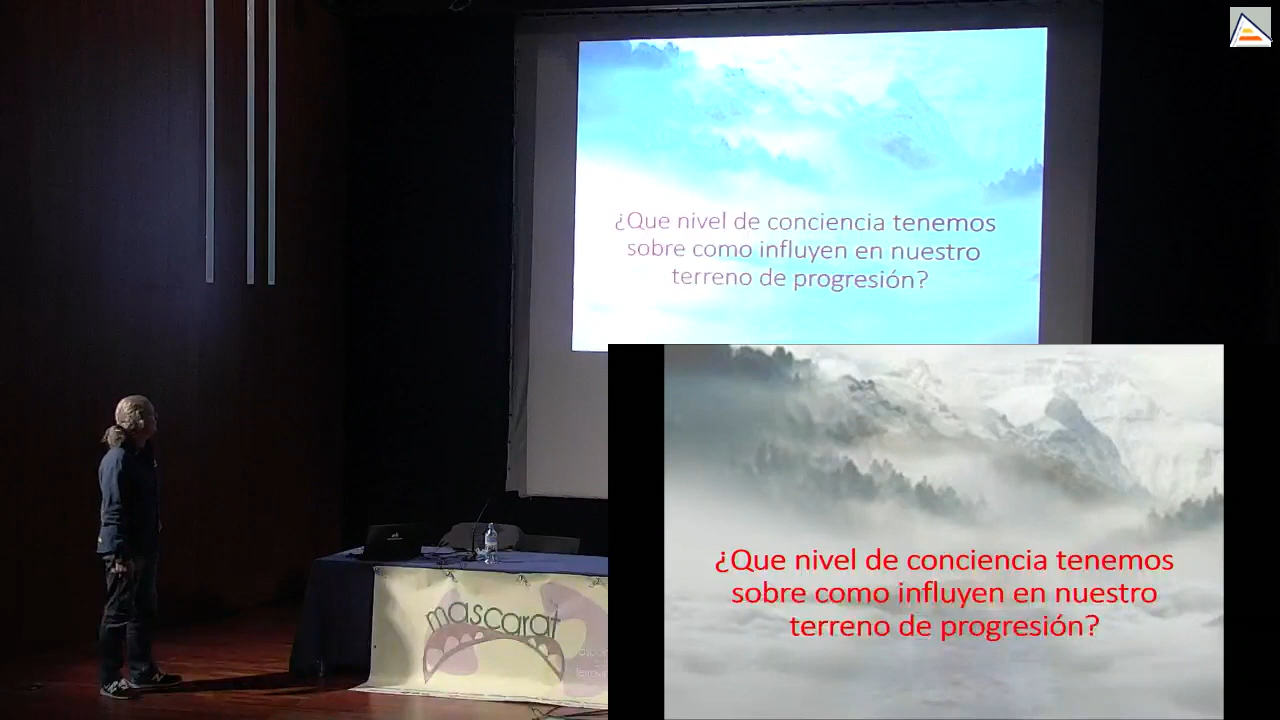 ¿Que nivel de conciencia tenemos
sobre como influyen en nuestro
terreno de progresión?
mascarat
¿Que nivel de conciencia tenemos
sobre como influyen en nuestro
terreno de progresión?